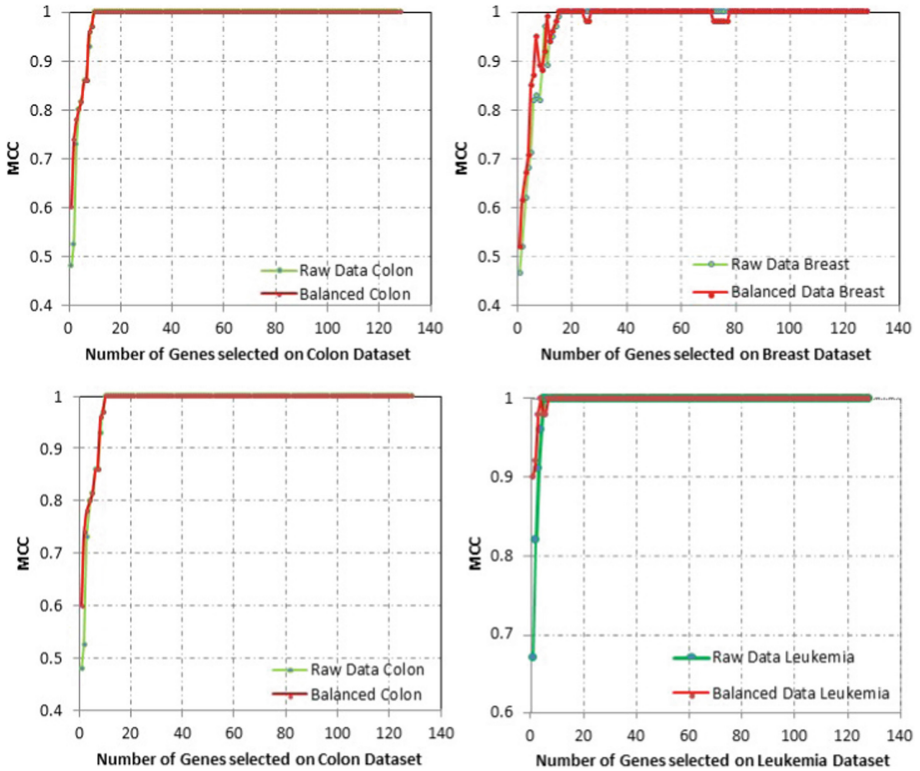 1
0.9
0.8
0.7
0.6
0.5
0.4
MCC
0 20 40 60 80 100 120 140
Raw Data Colon
Balanced Colon
Number of Genes selected on Colon Dataset
1
0.9
0.8
0.7
0.6
0.5
0.4
MCC
0 20 40 60 80 100 120 140
Raw Data Breast
Balanced Data Breast
Number of Genes selected on Breast Dataset
1
0.9
0.8
0.7
0.6
0.5
0.4
MCC
0 20 40 60 80 100 120 140
Raw Data Colon
Balanced Colon
Number of Genes selected on Colon Dataset
1
0.9
0.8
0.7
0.6
MCC
0 20 40 60 80 100 120 140
Raw Data Leukemia
Balanced Data Leukemia
Number of Genes selected on Leukemia Dataset